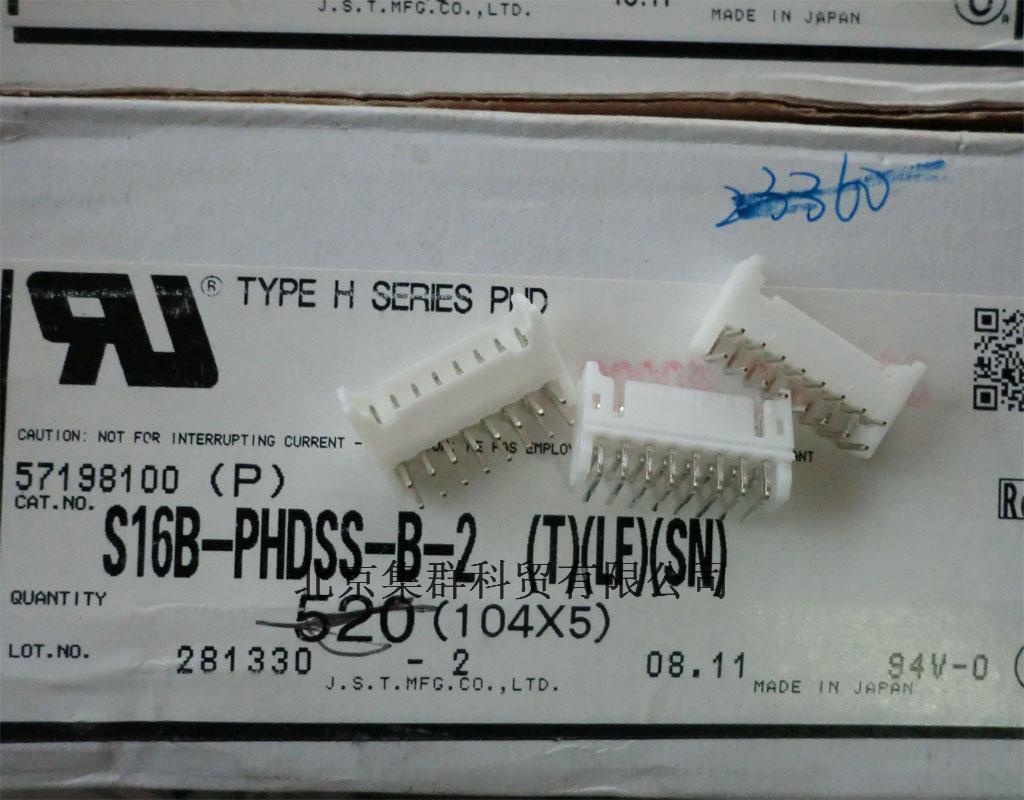 J.S.T.MFG.CO.,LTD.
MADE IN JAPAN
3360
® TYPE H SERIES PHD
CAUTION: NOT FOR INTERRUPTING CURRENT -
57198100 (P)
CAT.NO.
S16B-PHDSS-B-2 (T)(LF)(SN)
北京集群科贸有限公司
QUANTITY
520 (104X5)
LOT.NO.
281330 - 2 08.11 94V-0
J.S.T.MFG.CO.,LTD. MADE IN JAPAN